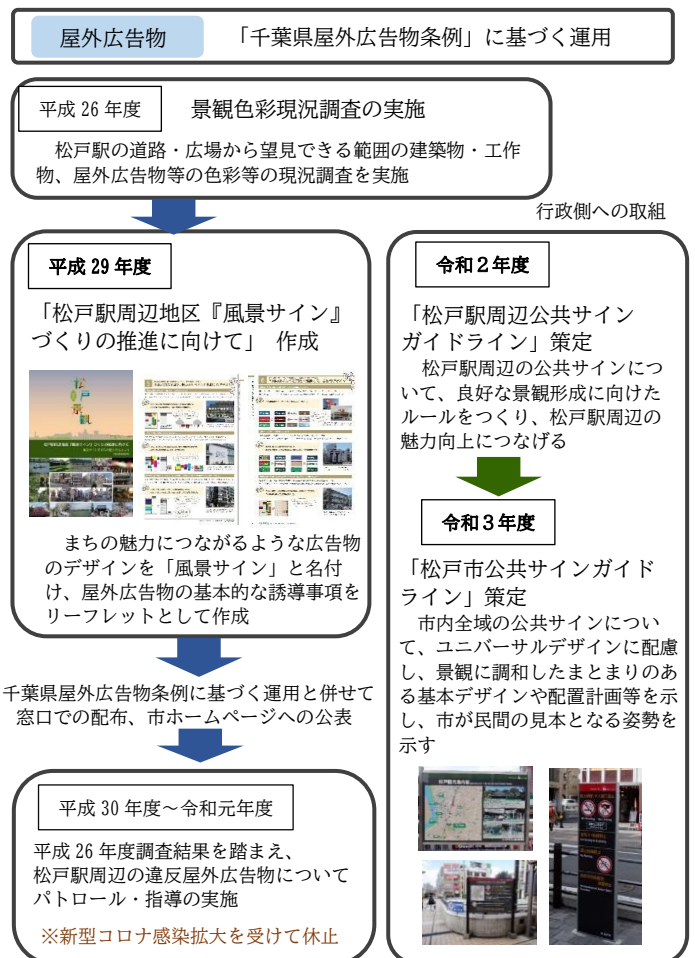 屋外広告物 「千葉県屋外広告物条例」に基づく運用
平成 26 年度 景観色彩現況調査の実施
松戸駅の道路・広場から望見できる範囲の建築物・工作
物、屋外広告物等の色彩等の現況調査を実施
平成 29 年度
「松戸駅周辺地区『風景サイン』
づくりの推進に向けて」 作成
松戸の景観
まちの魅力につながるような広告物
のデザインを「風景サイン」と名付
け、屋外広告物の基本的な誘導事項を
リーフレットとして作成
千葉県屋外広告物条例に基づく運用と併せて
窓口での配布、市ホームページへの公表
平成 30 年度～令和元年度
平成 26 年度調査結果を踏まえ、
松戸駅周辺の違反屋外広告物について
パトロール・指導の実施
※新型コロナ感染拡大を受けて休止
行政側への取組
令和２年度
「松戸駅周辺公共サイン
ガイドライン」策定
松戸駅周辺の公共サインにつ
いて、良好な景観形成に向けた
ルールをつくり、松戸駅周辺の
魅力向上につなげる
令和３年度
「松戸市公共サインガイド
ライン」策定
市内全域の公共サインについ
て、ユニバーサルデザインに配慮
し、景観に調和したまとまりのあ
る基本デザインや配置計画等を示
し、市が民間の見本となる姿勢を
示す